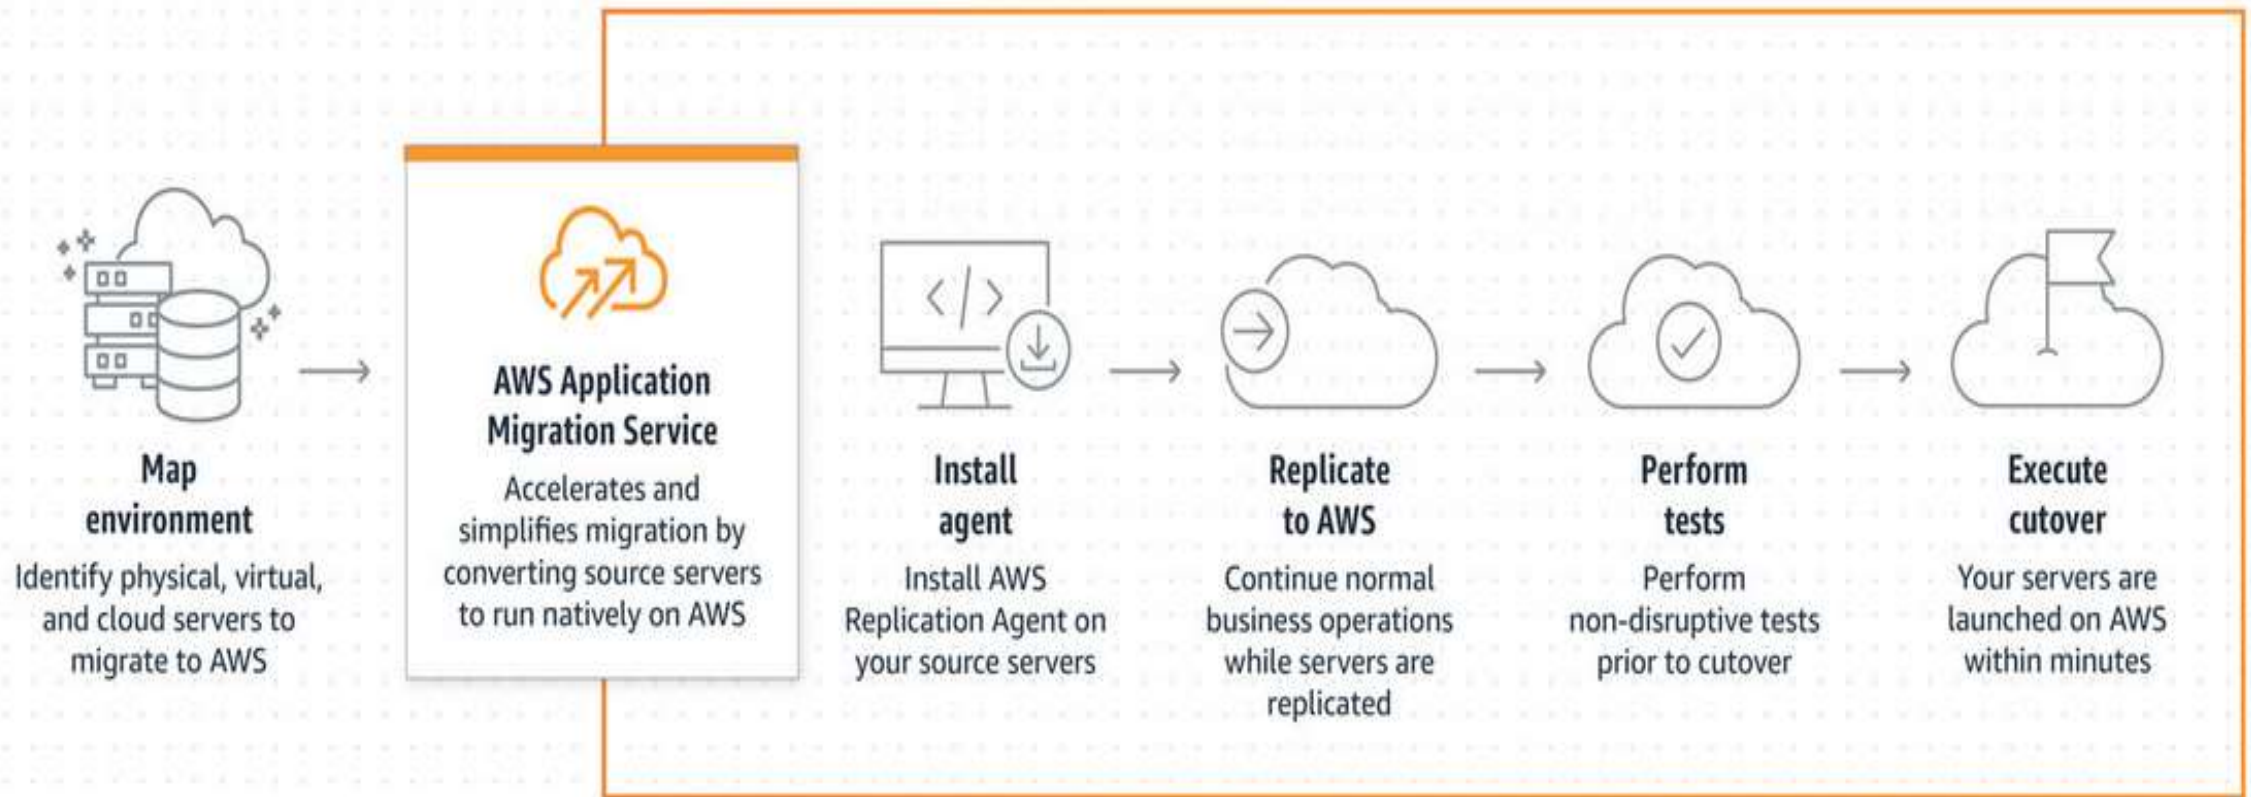 Map
environment
Identify physical, virtual,
and cloud servers to
migrate to AWS
AWS Application
Migration Service
Accelerates and
simplifies migration by
converting source servers
to run natively on AWS
Install
agent
Install AWS
Replication Agent on
your source servers
Replicate
to AWS
Continue normal
business operations
while servers are
replicated
Perform
tests
Perform
non-disruptive tests
prior to cutover
Execute
cutover
Your servers are
launched on AWS
within minutes